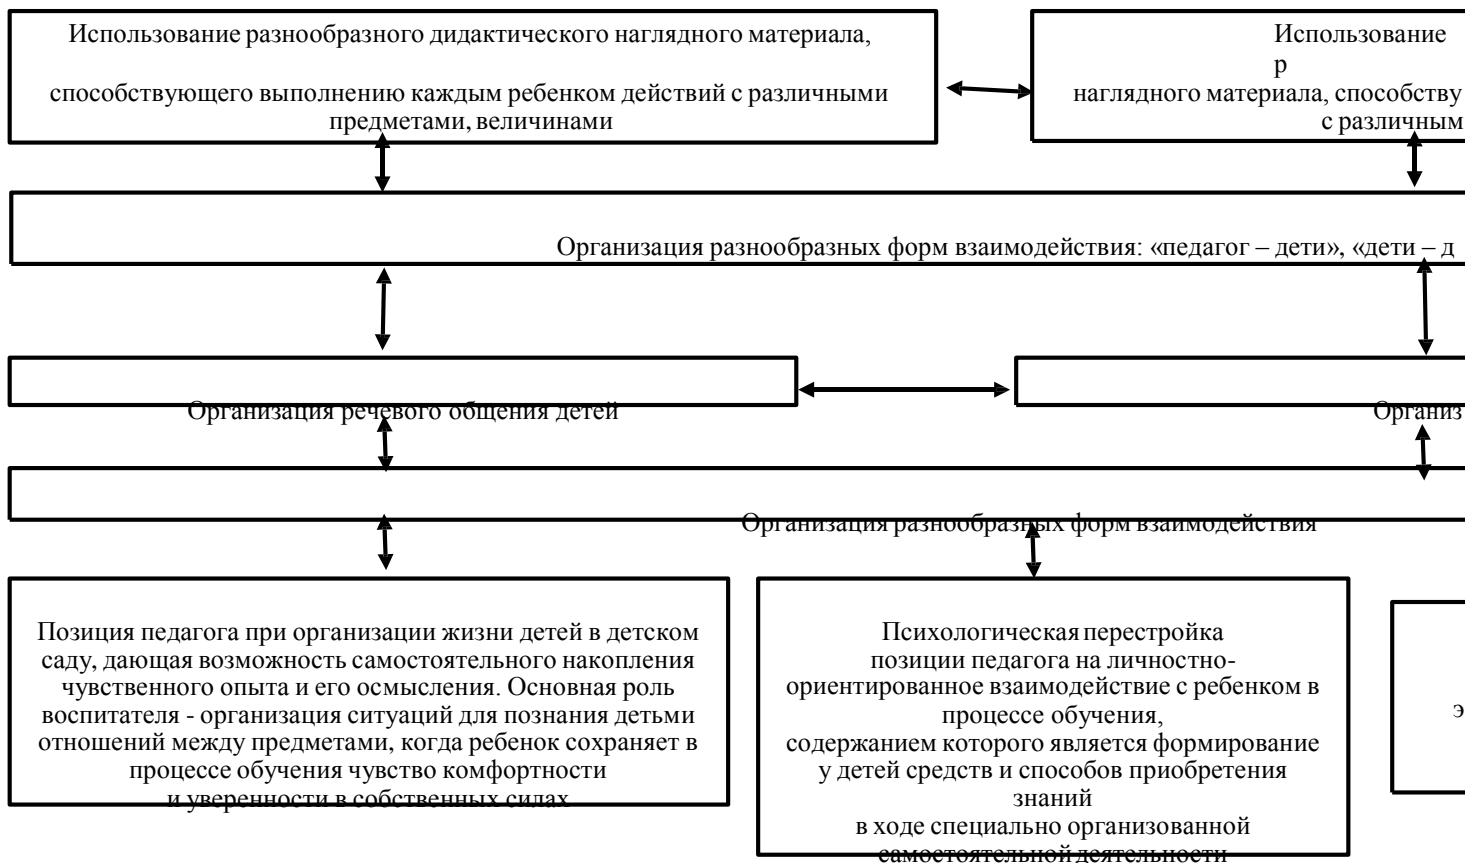 Использование разнообразного дидактического наглядного материала,
способствующего выполнению каждым ребенком действий с различными
предметами, величинами
Использование
р
наглядного материала, способству
с различным
Организация разнообразных форм взаимодействия: «педагог – дети», «дети – д
Организация речевого общения детей
Организ
Организация разнообразных форм взаимодействия
Позиция педагога при организации жизни детей в детском
саду, дающая возможность самостоятельного накопления
чувственного опыта и его осмысления. Основная роль
воспитателя - организация ситуаций для познания детьми
отношений между предметами, когда ребенок сохраняет в
процессе обучения чувство комфортности
и уверенности в собственных силах
Психологическая перестройка
позиции педагога на личностно-
ориентированное взаимодействие с ребенком в
процессе обучения,
содержанием которого является формирование
у детей средств и способов приобретения
знаний
в ходе специально организованной
самостоятельной деятельности
э